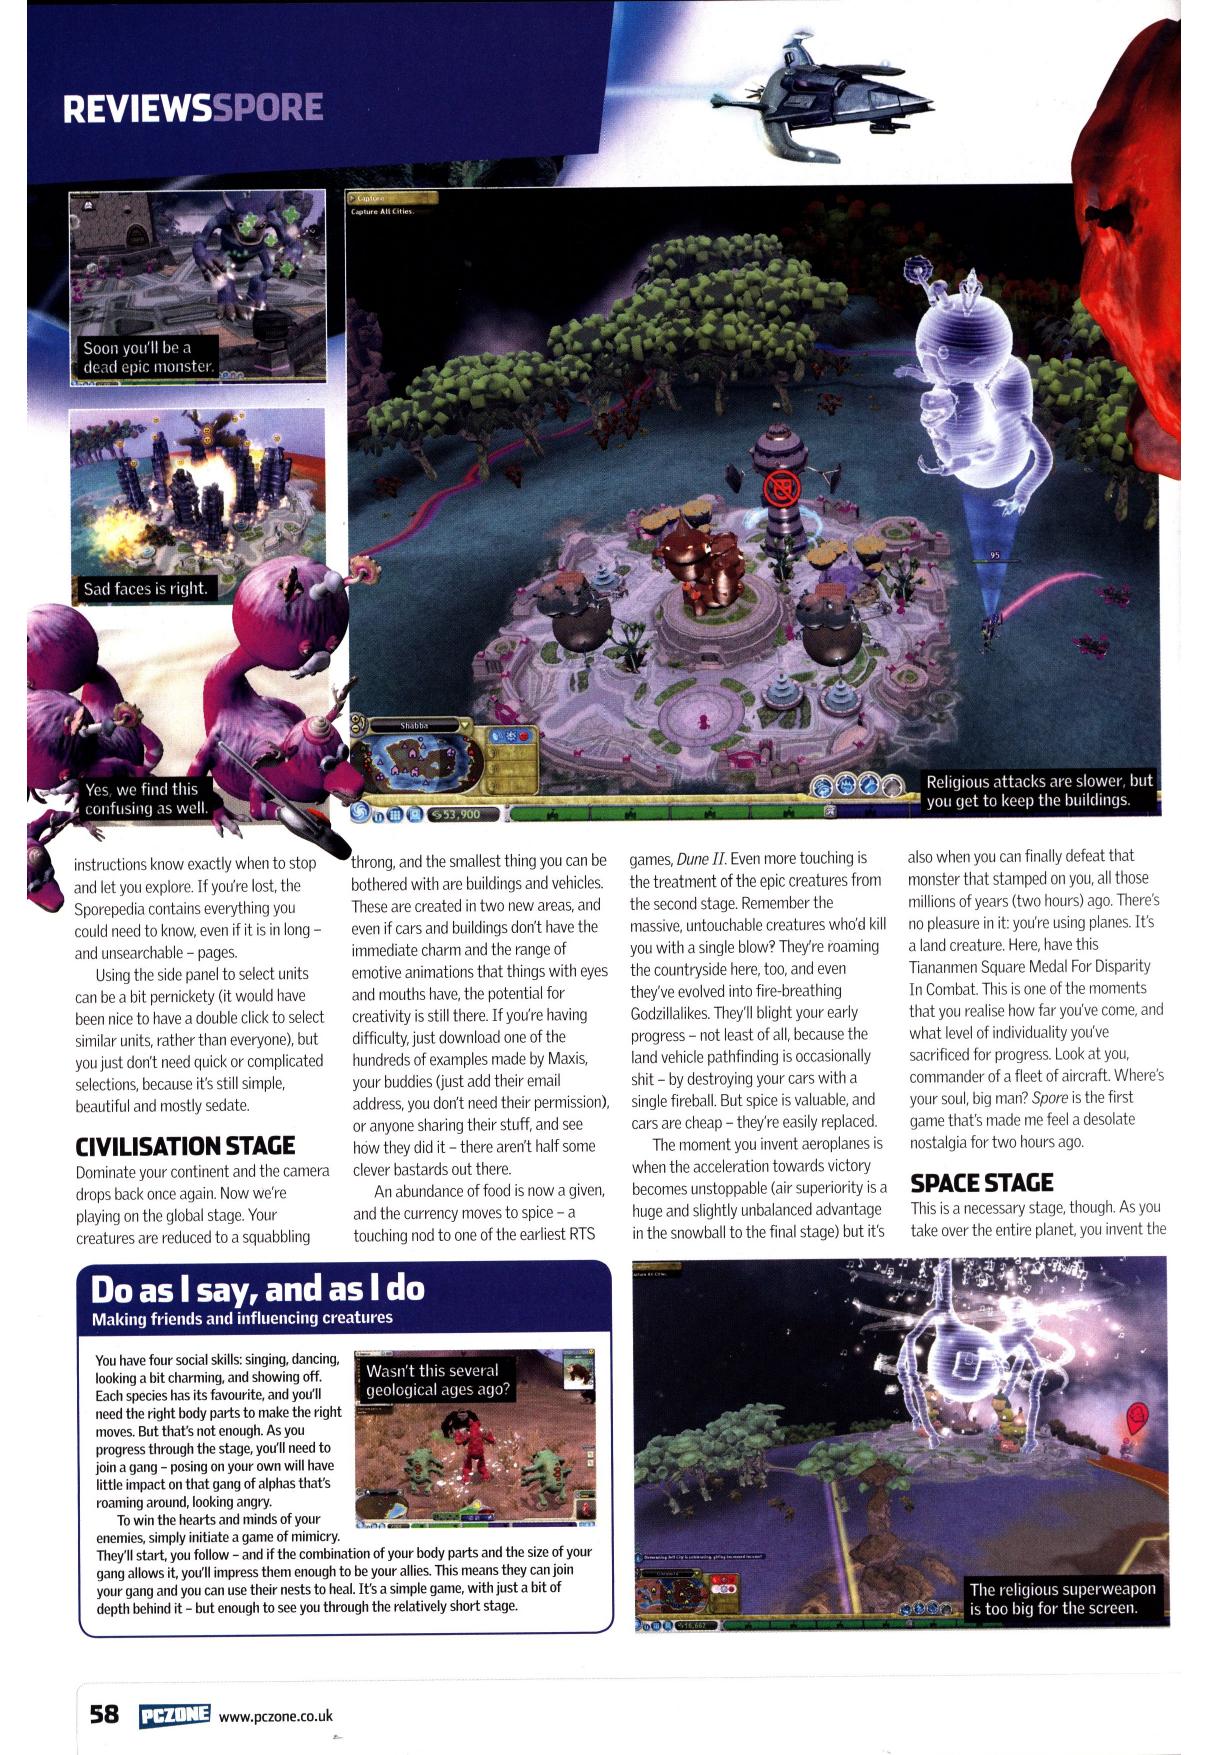 REVIEWSSPORE
Soon you'll be a
dead epic monster.
Sad faces is right.
Yes, we find this
confusing as well.
Capture
Capture All Cities.
95
Shabba
53,900
Religious attacks are slower, but
you get to keep the buildings.
instructions know exactly when to stop
and let you explore. If you're lost, the
Sporepedia contains everything you
could need to know, even if it is in long –
and unsearchable – pages.
Using the side panel to select units
can be a bit pernickety (it would have
been nice to have a double click to select
similar units, rather than everyone), but
you just don't need quick or complicated
selections, because it's still simple,
beautiful and mostly sedate.
CIVILISATION STAGE
Dominate your continent and the camera
drops back once again. Now we're
playing on the global stage. Your
creatures are reduced to a squabbling
throng, and the smallest thing you can be
bothered with are buildings and vehicles.
These are created in two new areas, and
even if cars and buildings don't have the
immediate charm and the range of
emotive animations that things with eyes
and mouths have, the potential for
creativity is still there. If you're having
difficulty, just download one of the
hundreds of examples made by Maxis,
your buddies (just add their email
address, you don't need their permission),
or anyone sharing their stuff, and see
how they did it – there aren't half some
clever bastards out there.
An abundance of food is now a given,
and the currency moves to spice – a
touching nod to one of the earliest RTS
games, Dune II. Even more touching is
the treatment of the epic creatures from
the second stage. Remember the
massive, untouchable creatures who'd kill
you with a single blow? They're roaming
the countryside here, too, and even
they've evolved into fire-breathing
Godzillalikes. They'll blight your early
progress – not least of all, because the
land vehicle pathfinding is occasionally
shit – by destroying your cars with a
single fireball. But spice is valuable, and
cars are cheap – they're easily replaced.
The moment you invent aeroplanes is
when the acceleration towards victory
becomes unstoppable (air superiority is a
huge and slightly unbalanced advantage
in the snowball to the final stage) but it's
also when you can finally defeat that
monster that stamped on you, all those
millions of years (two hours) ago. There's
no pleasure in it: you're using planes. It's
a land creature. Here, have this
Tiananmen Square Medal For Disparity
In Combat. This is one of the moments
that you realise how far you've come, and
what level of individuality you've
sacrificed for progress. Look at you,
commander of a fleet of aircraft. Where's
your soul, big man? Spore is the first
game that's made me feel a desolate
nostalgia for two hours ago.
SPACE STAGE
This is a necessary stage, though. As you
take over the entire planet, you invent the
Do as I say, and as I do
Making friends and influencing creatures
You have four social skills: singing, dancing,
looking a bit charming, and showing off.
Each species has its favourite, and you'll
need the right body parts to make the right
moves. But that's not enough. As you
progress through the stage, you'll need to
join a gang – posing on your own will have
little impact on that gang of alphas that's
roaming around, looking angry.
To win the hearts and minds of your
enemies, simply initiate a game of mimicry.
They'll start, you follow – and if the combination of your body parts and the size of your
gang allows it, you'll impress them enough to be your allies. This means they can join
your gang and you can use their nests to heal. It's a simple game, with just a bit of
depth behind it – but enough to see you through the relatively short stage.
Wasn't this several
geological ages ago?
The religious superweapon
is too big for the screen.
58 PCZONE www.pczone.co.uk